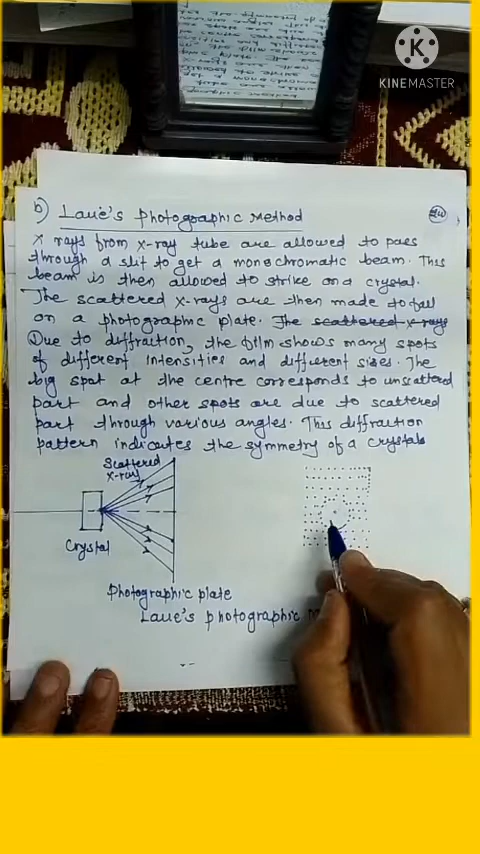 KINEMASTER
b) Laue's Photographic Method
X rays from X-ray tube are allowed to pass
through a slit to get a monochromatic beam. This
beam is then allowed to strike on a crystal.
The scattered X-rays are then made to fall
on a photographic plate. The scattered x-rays
Due to diffraction, the film shows many spots
of different intensities and different sises. The
big spot at the centre corresponds to unscattered
part and other spots are due to scattered
part through various angles. This diffraction
pattern indicates the symmetry of a crystals
Scattered
X-ray
Crystal
Photographic plate
Laue's photographic